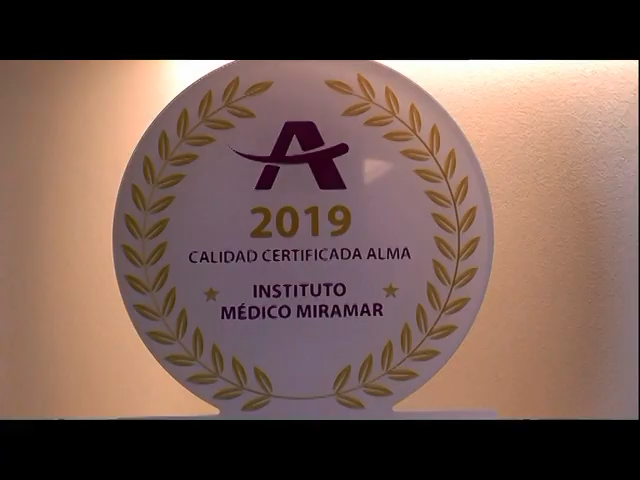 A
2019
CALIDAD CERTIFICADA ALMA
INSTITUTO
MÉDICO MIRAMAR